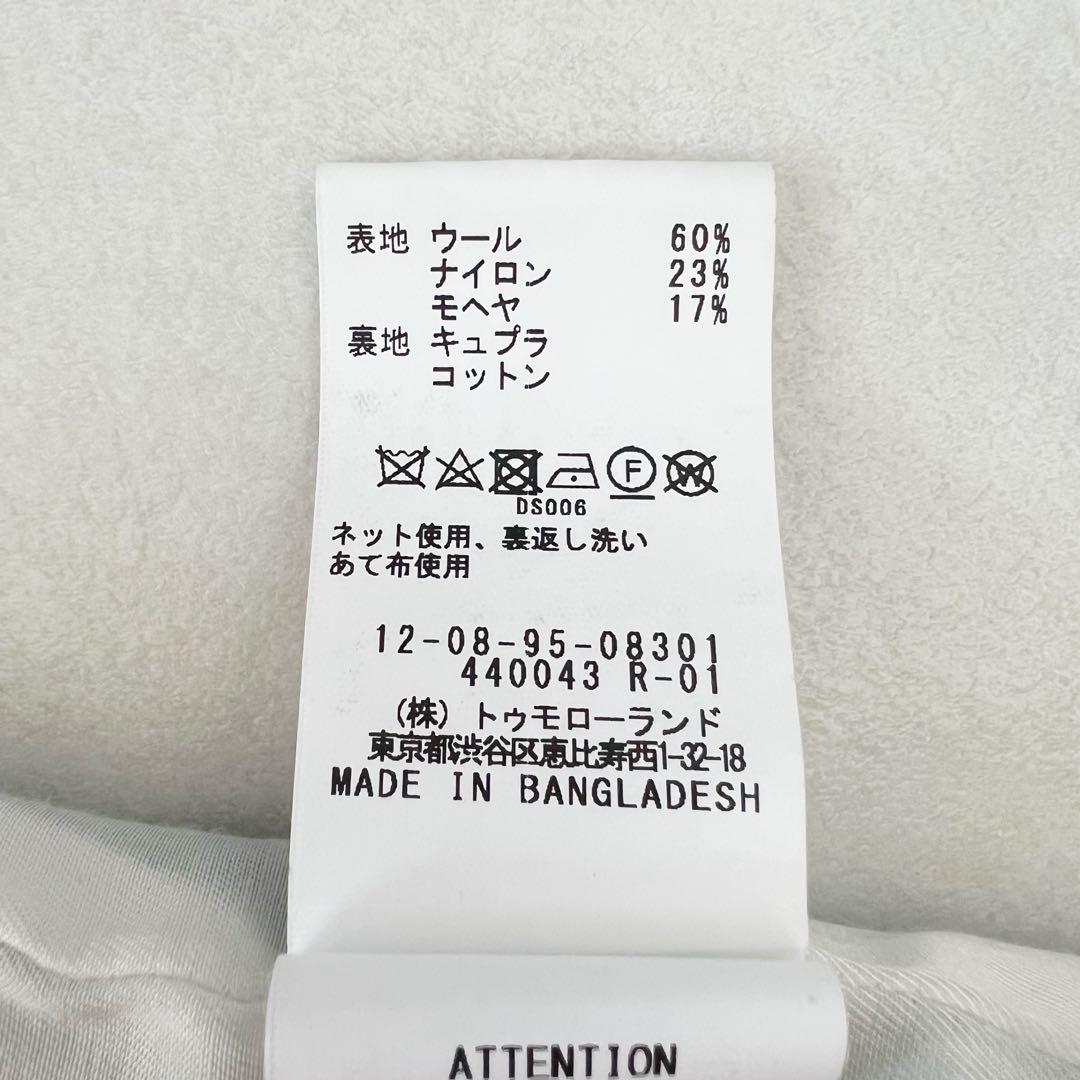 表地 ウール 60%
ナイロン 23%
モヘヤ 17%
裏地 キュプラ
コットン
F W
DS006
ネット使用、裏返し洗い
あて布使用
12-08-95-08301
440043 R-01
(株) トゥモローランド
東京都渋谷区恵比寿西1-32-18
MADE IN BANGLADESH
ATTENTION